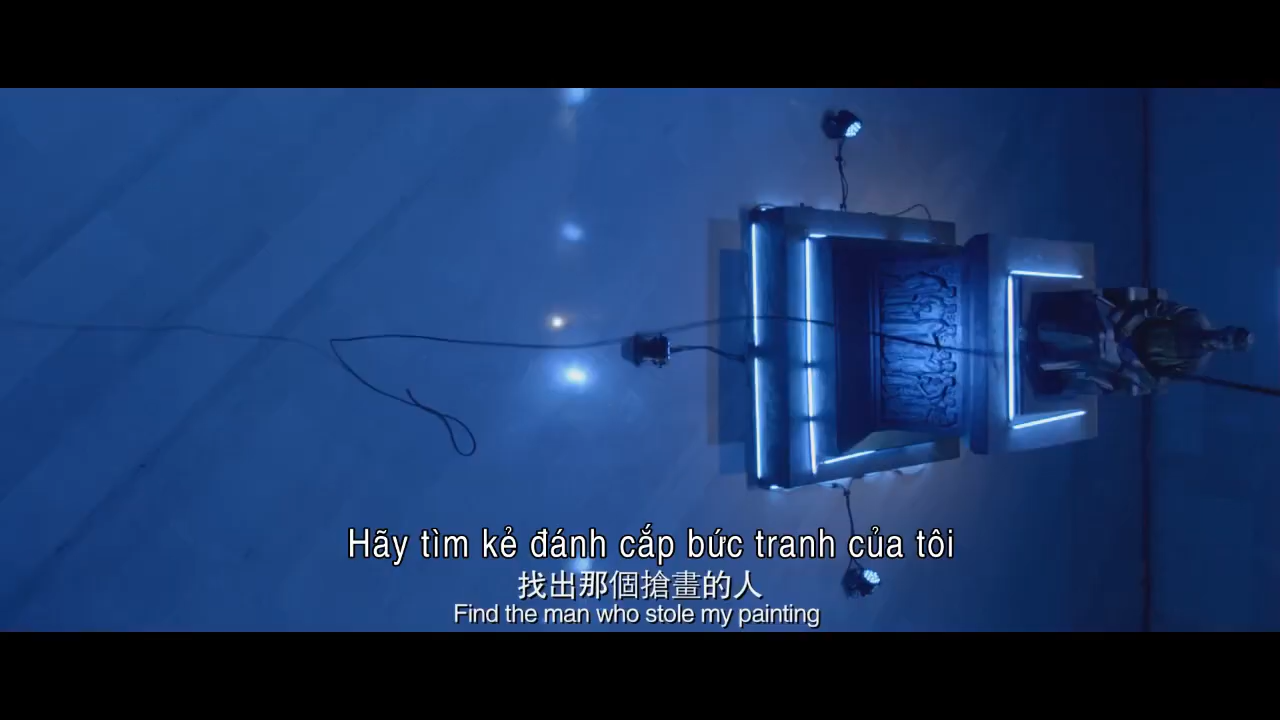 Hãy tìm kẻ đánh cắp bức tranh của tôi
找出那個搶畫的人
Find the man who stole my painting